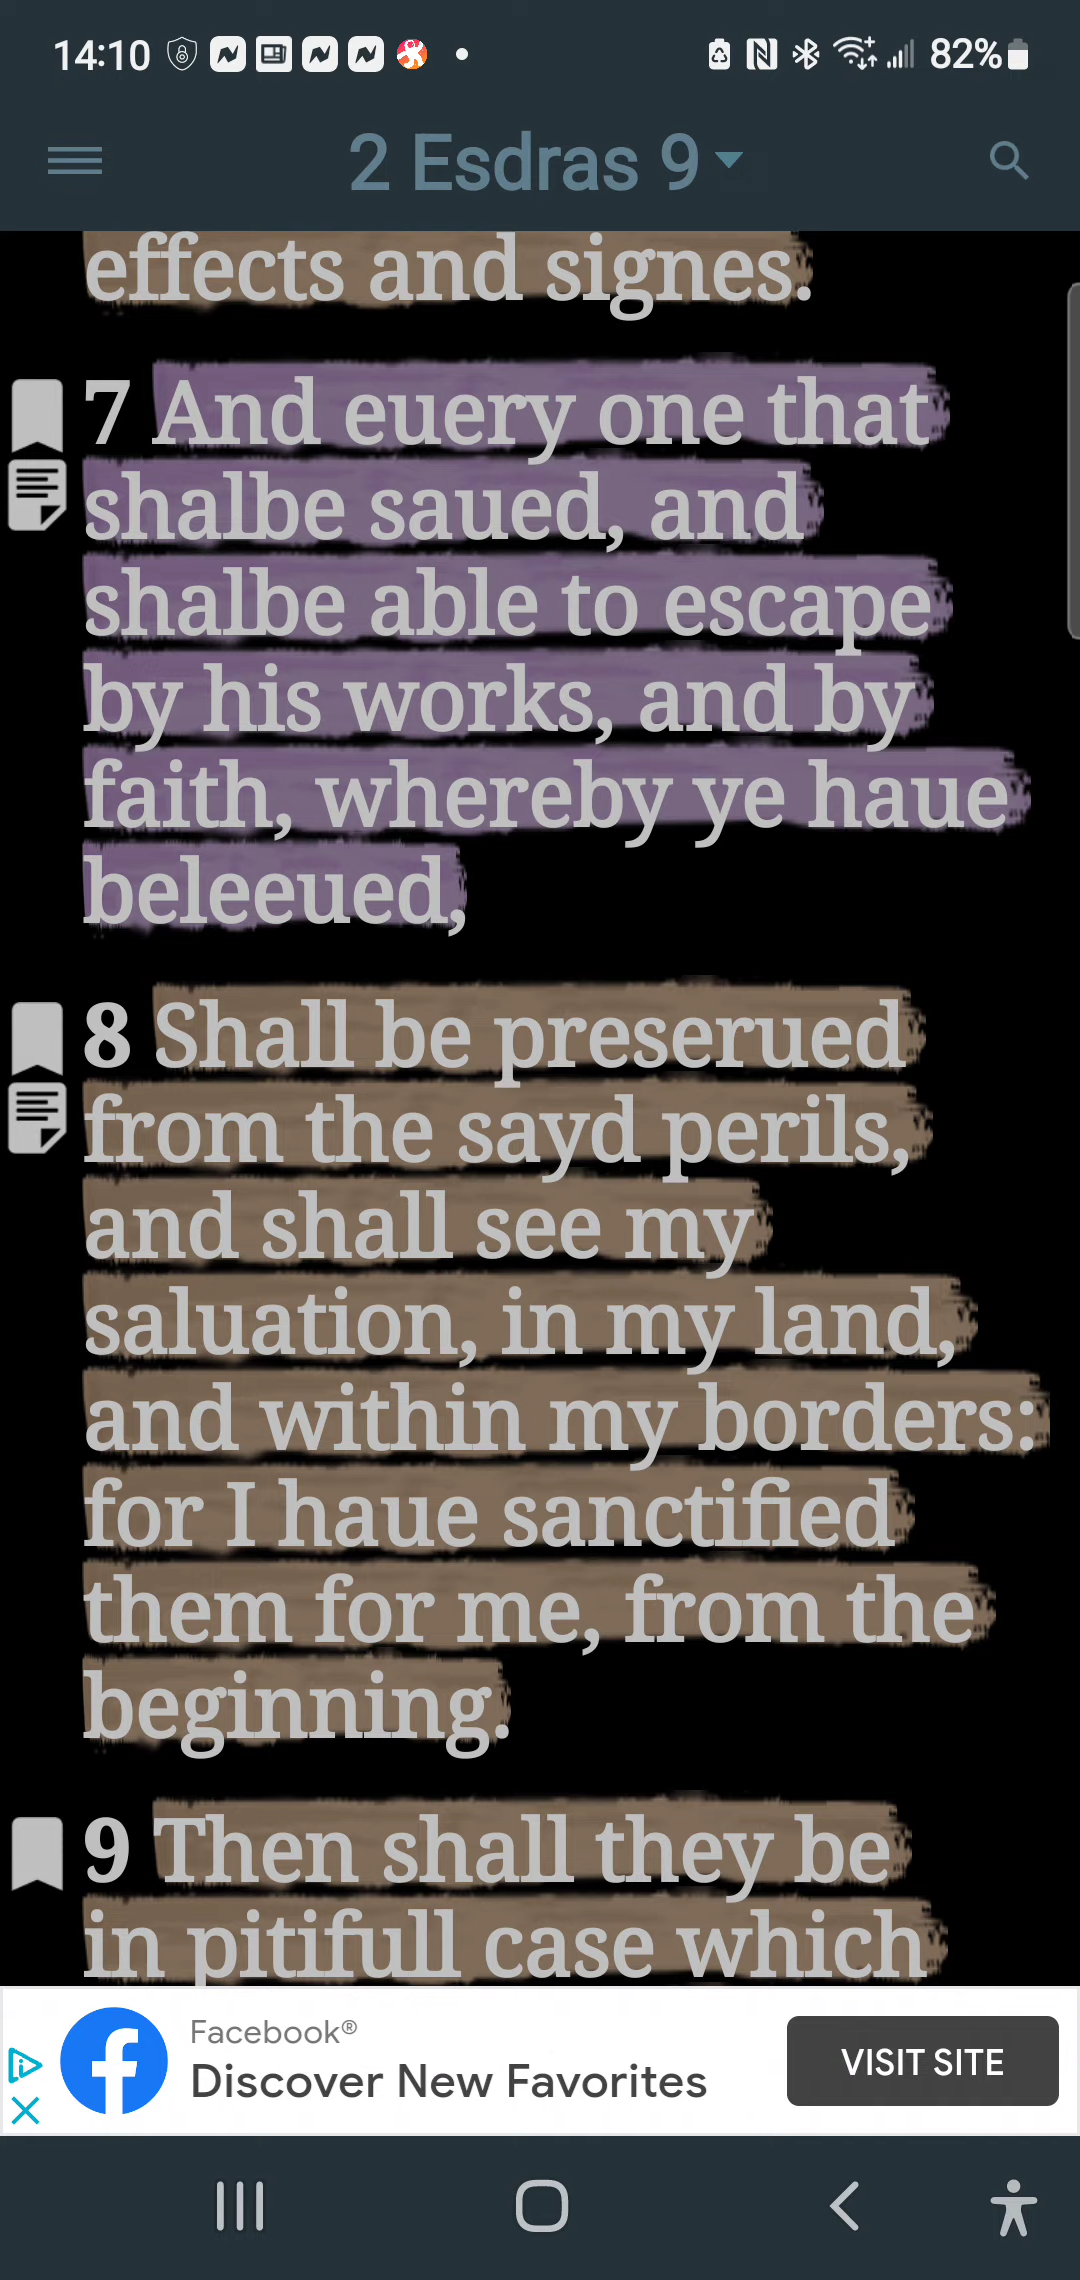 14:10 82%
2 Esdras 9
effects and signes.
7 And euery one that
shalbe saued, and
shalbe able to escape
by his works, and by
faith, whereby ye haue
beleeued,
8 Shall be preserued
from the sayd perils,
and shall see my
saluation, in my land,
and within my borders:
for I haue sanctified
them for me, from the
beginning.
9 Then shall they be
in pitifull case which
Facebook®
Discover New Favorites
VISIT SITE